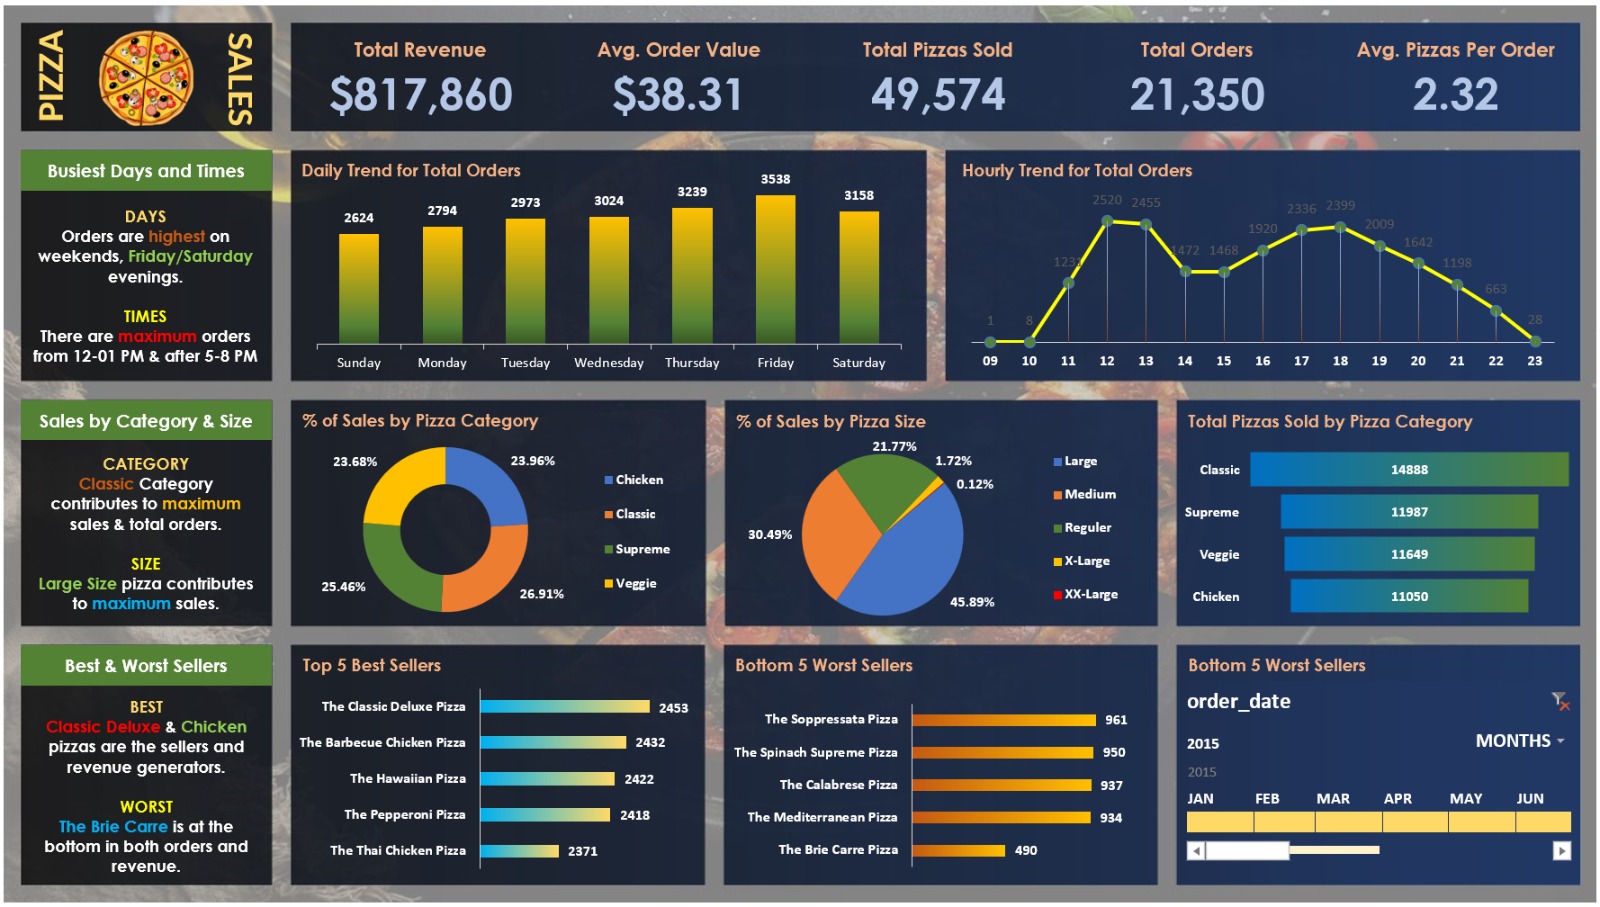 PIZZA
SALES
Total Revenue
$817,860
Avg. Order Value
$38.31
Total Pizzas Sold
49,574
Total Orders
21,350
Avg. Pizzas Per Order
2.32
Busiest Days and Times
DAYS
Orders are highest on
weekends, Friday/Saturday
evenings.
TIMES
There are maximum orders
from 12-01 PM & after 5-8 PM
Daily Trend for Total Orders
2624
2794
2973
3024
3239
3538
3158
Sunday
Monday
Tuesday
Wednesday
Thursday
Friday
Saturday
Hourly Trend for Total Orders
1
8
1231
2520
2455
1472
1468
1920
2336
2399
2009
1642
1198
663
28
09
10
11
12
13
14
15
16
17
18
19
20
21
22
23
Sales by Category & Size
CATEGORY
Classic Category
contributes to maximum
sales & total orders.
SIZE
Large Size pizza contributes
to maximum sales.
% of Sales by Pizza Category
23.68%
23.96%
25.46%
26.91%
Chicken
Classic
Supreme
Veggie
% of Sales by Pizza Size
21.77%
1.72%
0.12%
30.49%
45.89%
Large
Medium
Reguler
X-Large
XX-Large
Total Pizzas Sold by Pizza Category
Classic 14888
Supreme 11987
Veggie 11649
Chicken 11050
Best & Worst Sellers
BEST
Classic Deluxe & Chicken
pizzas are the sellers and
revenue generators.
WORST
The Brie Carre is at the
bottom in both orders and
revenue.
Top 5 Best Sellers
The Classic Deluxe Pizza 2453
The Barbecue Chicken Pizza 2432
The Hawaiian Pizza 2422
The Pepperoni Pizza 2418
The Thai Chicken Pizza 2371
Bottom 5 Worst Sellers
The Soppressata Pizza 961
The Spinach Supreme Pizza 950
The Calabrese Pizza 937
The Mediterranean Pizza 934
The Brie Carre Pizza 490
Bottom 5 Worst Sellers
order_date
2015
MONTHS
2015
JAN
FEB
MAR
APR
MAY
JUN